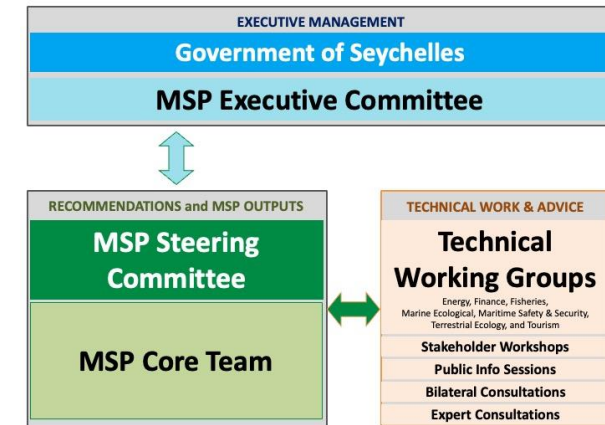 EXECUTIVE MANAGEMENT
Government of Seychelles
MSP Executive Committee
RECOMMENDATIONS and MSP OUTPUTS
MSP Steering
Committee
MSP Core Team
TECHNICAL WORK & ADVICE
Technical
Working Groups
Energy, Finance, Fisheries,
Marine Ecological, Maritime Safety & Security,
Terrestrial Ecology, and Tourism
Stakeholder Workshops
Public Info Sessions
Bilateral Consultations
Expert Consultations